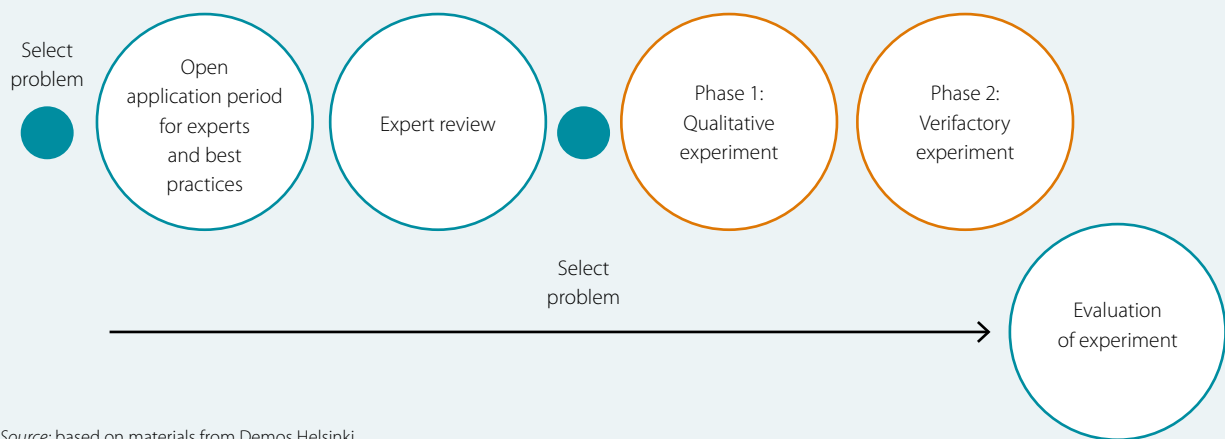 Select
problem
Open
application period
for experts
and best
practices
Expert review
Phase 1:
Qualitative
experiment
Phase 2:
Verifactory
experiment
Select
problem
Evaluation
of experiment
Source: based on materials from Demos Helsinki